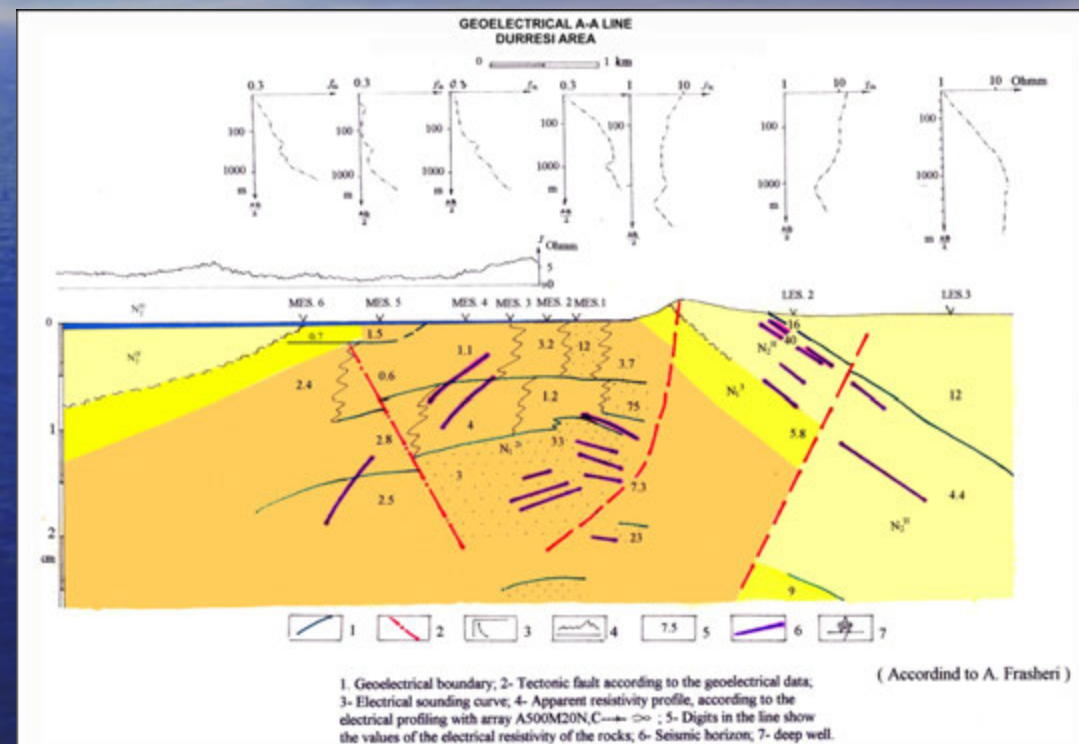 GEOELECTRICAL A-A LINE
DURRESI AREA
0 1 km
0.3 0.3 0.3 0.3 1 10 1 10 1 10 Ohmm
100 100 100 100 100 100 100
1000 1000 1000 1000 1000 1000
m m m m m m
Ohmm
5
MES. 6 MES. 5 MES. 4 MES. 3 MES. 2 MES.1 LES. 2 LES.3
0 0.7 1.5 3.2 12 16
40
1.1 3.7
2.4 0.6 1.2 75 12
1 2.8 4 33 5.8
3 7.3 4.4
2.5
2 23
9
1 2 3 4 7.5 5 6 7
( Accordind to A. Frasheri )
1. Geoelectrical boundary; 2- Tectonic fault according to the geoelectrical data;
3- Electrical sounding curve; 4- Apparent resistivity profile, according to the
electrical profiling with array A500M20N,C→ ∞ ; 5- Digits in the line show
the values of the electrical resistivity of the rocks; 6- Seismic horizon; 7- deep well.